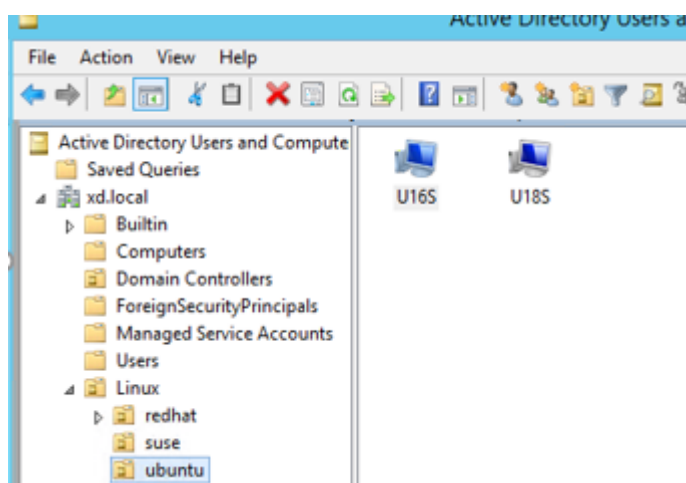 Active Directory Users a
File Action View Help
Active Directory Users and Compute
Saved Queries
xd.local
Builtin
Computers
Domain Controllers
ForeignSecurityPrincipals
Managed Service Accounts
Users
Linux
redhat
suse
ubuntu
U16S U18S